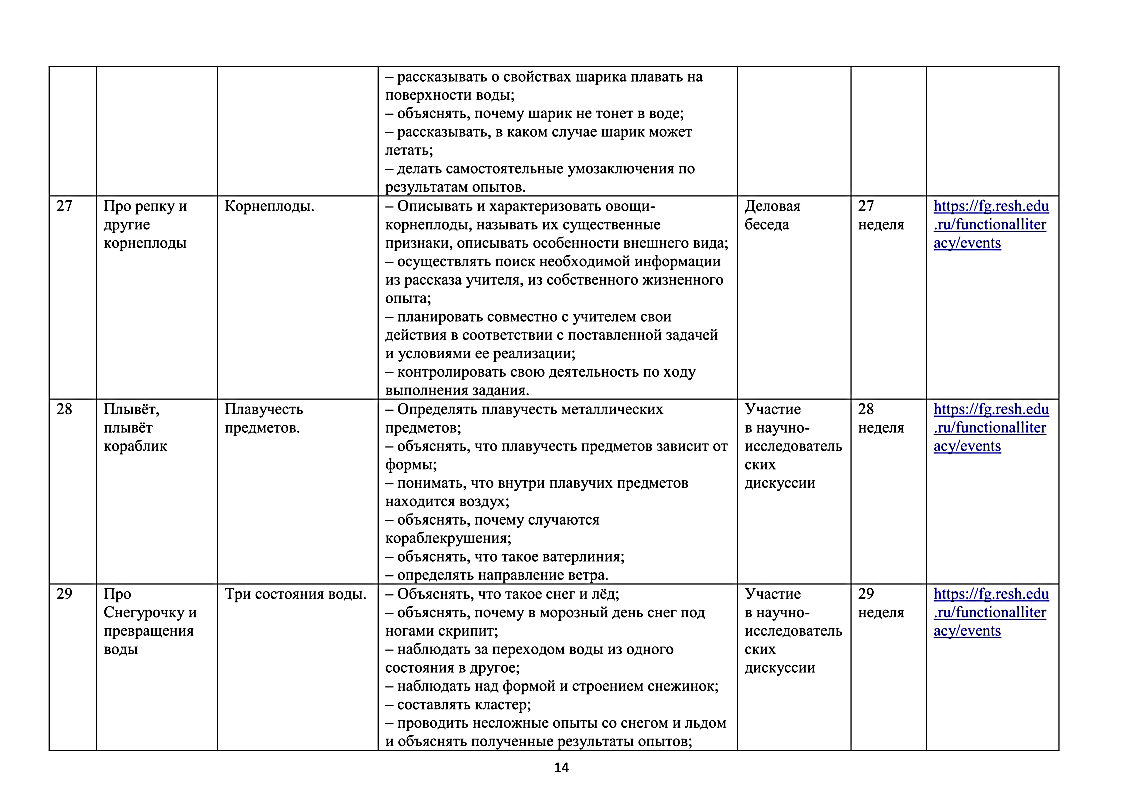 – рассказывать о свойствах шарика плавать на
поверхности воды;
– объяснять, почему шарик не тонет в воде;
– рассказывать, в каком случае шарик может
летать;
– делать самостоятельные умозаключения по
результатам опытов.
27
Про репку и
другие
корнеплоды
Корнеплоды.
– Описывать и характеризовать овощи-
корнеплоды, называть их существенные
признаки, описывать особенности внешнего вида;
– осуществлять поиск необходимой информации
из рассказа учителя, из собственного жизненного
опыта;
– планировать совместно с учителем свои
действия в соответствии с поставленной задачей
и условиями ее реализации;
– контролировать свою деятельность по ходу
выполнения задания.
Деловая
беседа
27
неделя
https://fg.resh.edu
.ru/functionalliter
acy/events
28
Плывёт,
плывёт
кораблик
Плавучесть
предметов.
– Определять плавучесть металлических
предметов;
– объяснять, что плавучесть предметов зависит от
формы;
– понимать, что внутри плавучих предметов
находится воздух;
– объяснять, почему случаются
кораблекрушения;
– объяснять, что такое ватерлиния;
– определять направление ветра.
Участие
в научно-
исследователь
ских
дискуссии
28
неделя
https://fg.resh.edu
.ru/functionalliter
acy/events
29
Про
Снегурочку и
превращения
воды
Три состояния воды.
– Объяснять, что такое снег и лёд;
– объяснять, почему в морозный день снег под
ногами скрипит;
– наблюдать за переходом воды из одного
состояния в другое;
– наблюдать над формой и строением снежинок;
– составлять кластер;
– проводить несложные опыты со снегом и льдом
и объяснять полученные результаты опытов;
Участие
в научно-
исследователь
ских
дискуссии
29
неделя
https://fg.resh.edu
.ru/functionalliter
acy/events
14